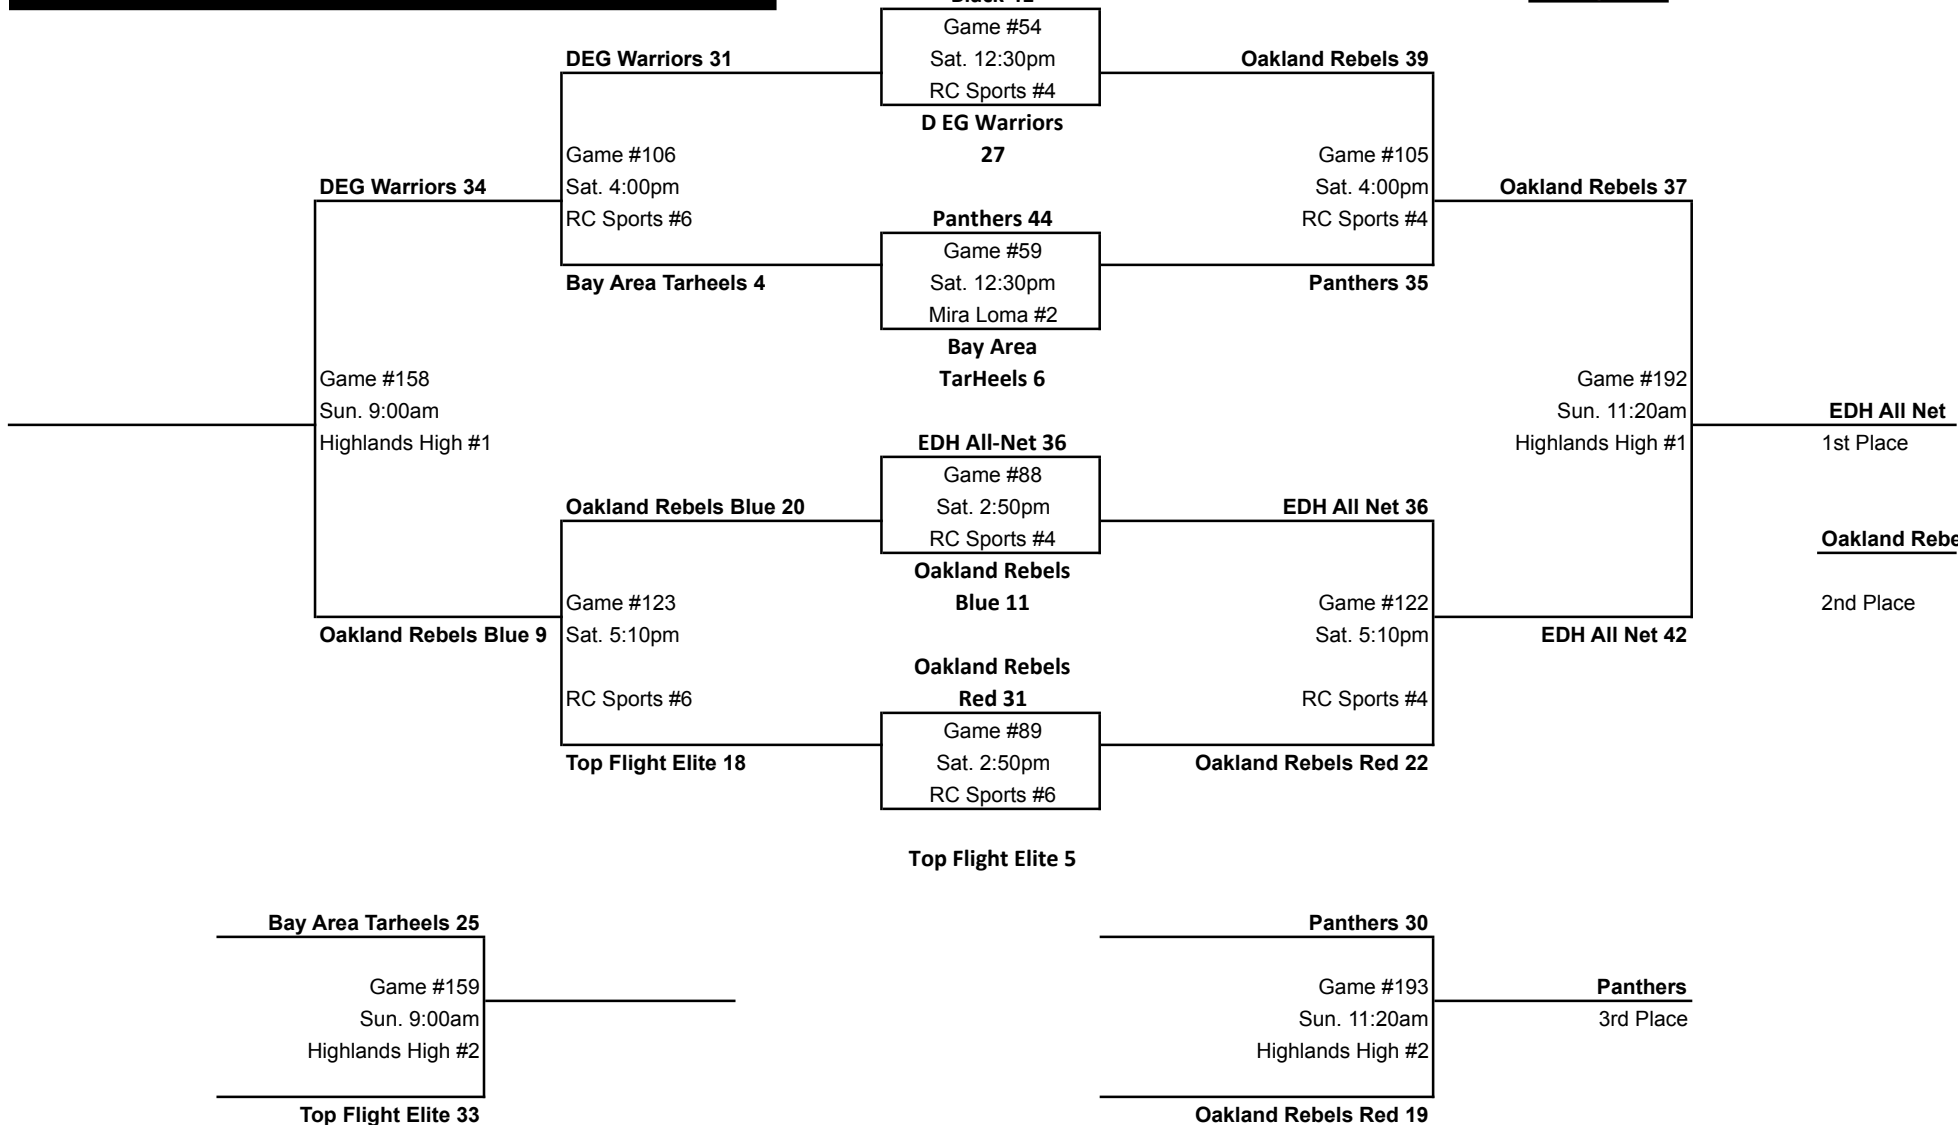 Game #54
DEG Warriors 31
Sat. 12:30pm
Oakland Rebels 39
RC Sports #4
D EG Warriors
27
Game #106
Game #105
DEG Warriors 34
Sat. 4:00pm
Sat. 4:00pm
Oakland Rebels 37
RC Sports #6
Panthers 44
RC Sports #4
Game #59
Bay Area Tarheels 4
Sat. 12:30pm
Panthers 35
Mira Loma #2
Bay Area
TarHeels 6
Game #158
Game #192
Sun. 9:00am
Sun. 11:20am
EDH All Net
Highlands High #1
EDH All-Net 36
Highlands High #1
1st Place
Game #88
Oakland Rebels Blue 20
Sat. 2:50pm
EDH All Net 36
RC Sports #4
Oakland Rebe
Oakland Rebels
Blue 11
Game #123
Game #122
2nd Place
Oakland Rebels Blue 9
Sat. 5:10pm
Sat. 5:10pm
EDH All Net 42
Oakland Rebels
Red 31
RC Sports #6
RC Sports #4
Game #89
Top Flight Elite 18
Sat. 2:50pm
Oakland Rebels Red 22
RC Sports #6
Top Flight Elite 5
Bay Area Tarheels 25
Panthers 30
Game #159
Game #193
Panthers
Sun. 9:00am
Sun. 11:20am
3rd Place
Highlands High #2
Highlands High #2
Top Flight Elite 33
Oakland Rebels Red 19